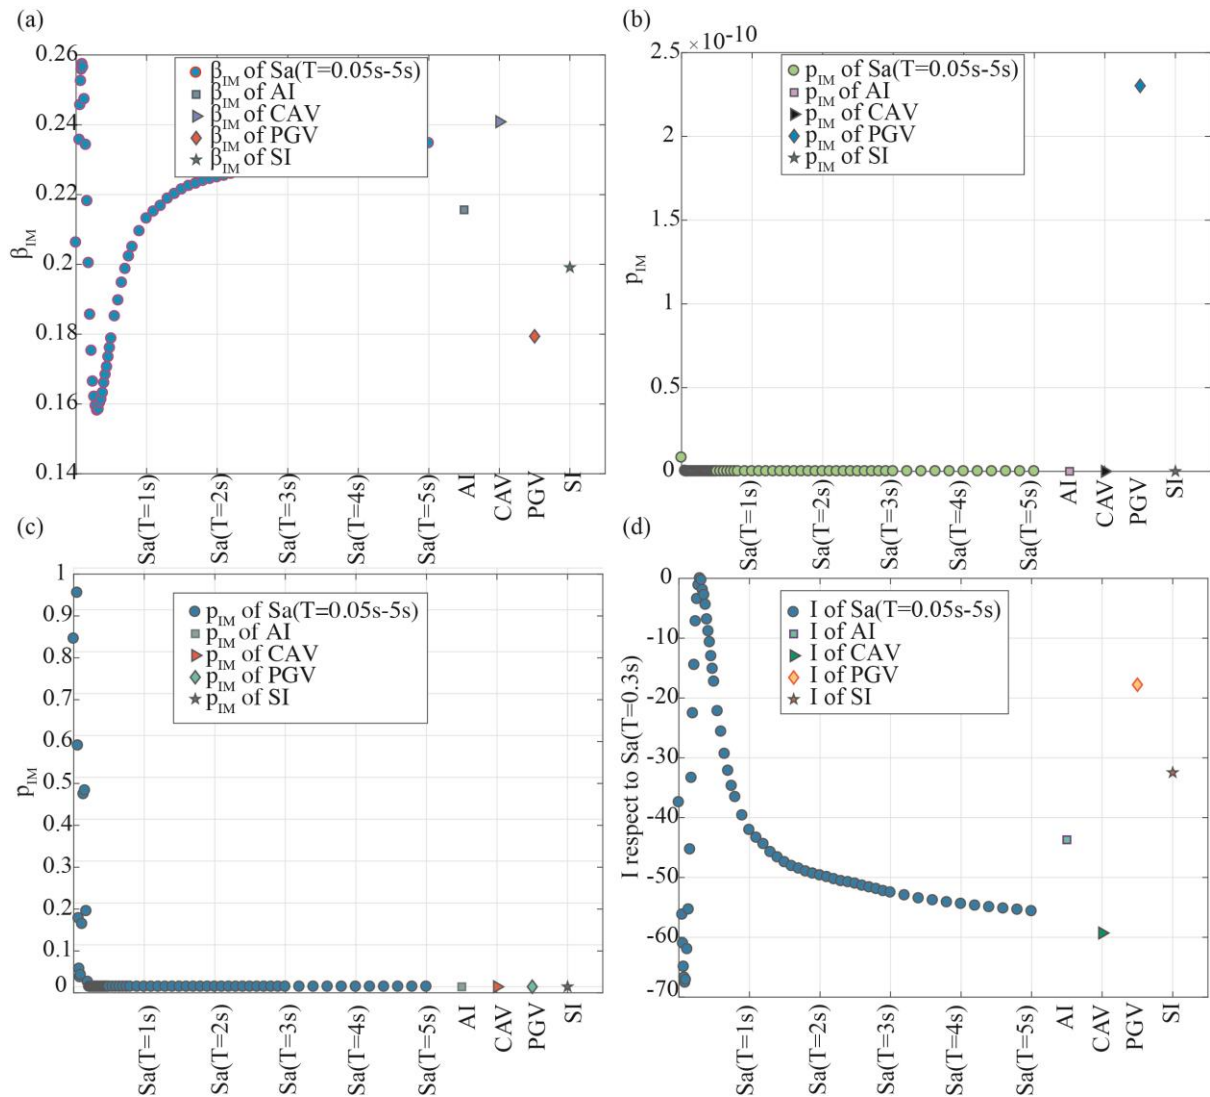 (a)
0.26
0.24
0.22
0.2
0.18
0.16
0.14
β_IM
β_IM of Sa(T=0.05s-5s)
β_IM of AI
β_IM of CAV
β_IM of PGV
β_IM of SI
Sa(T=1s)
Sa(T=2s)
Sa(T=3s)
Sa(T=4s)
Sa(T=5s)
AI
CAV
PGV
SI
(b)
×10-10
2.5
2
1.5
1
0.5
0
p_IM
p_IM of Sa(T=0.05s-5s)
p_IM of AI
p_IM of CAV
p_IM of PGV
p_IM of SI
Sa(T=1s)
Sa(T=2s)
Sa(T=3s)
Sa(T=4s)
Sa(T=5s)
AI
CAV
PGV
SI
(c)
1
0.9
0.8
0.7
0.6
0.5
0.4
0.3
0.2
0.1
0
p_IM
p_IM of Sa(T=0.05s-5s)
p_IM of AI
p_IM of CAV
p_IM of PGV
p_IM of SI
Sa(T=1s)
Sa(T=2s)
Sa(T=3s)
Sa(T=4s)
Sa(T=5s)
AI
CAV
PGV
SI
(d)
0
-10
-20
-30
-40
-50
-60
-70
I respect to Sa(T=0.3s)
I of Sa(T=0.05s-5s)
I of AI
I of CAV
I of PGV
I of SI
Sa(T=1s)
Sa(T=2s)
Sa(T=3s)
Sa(T=4s)
Sa(T=5s)
AI
CAV
PGV
SI